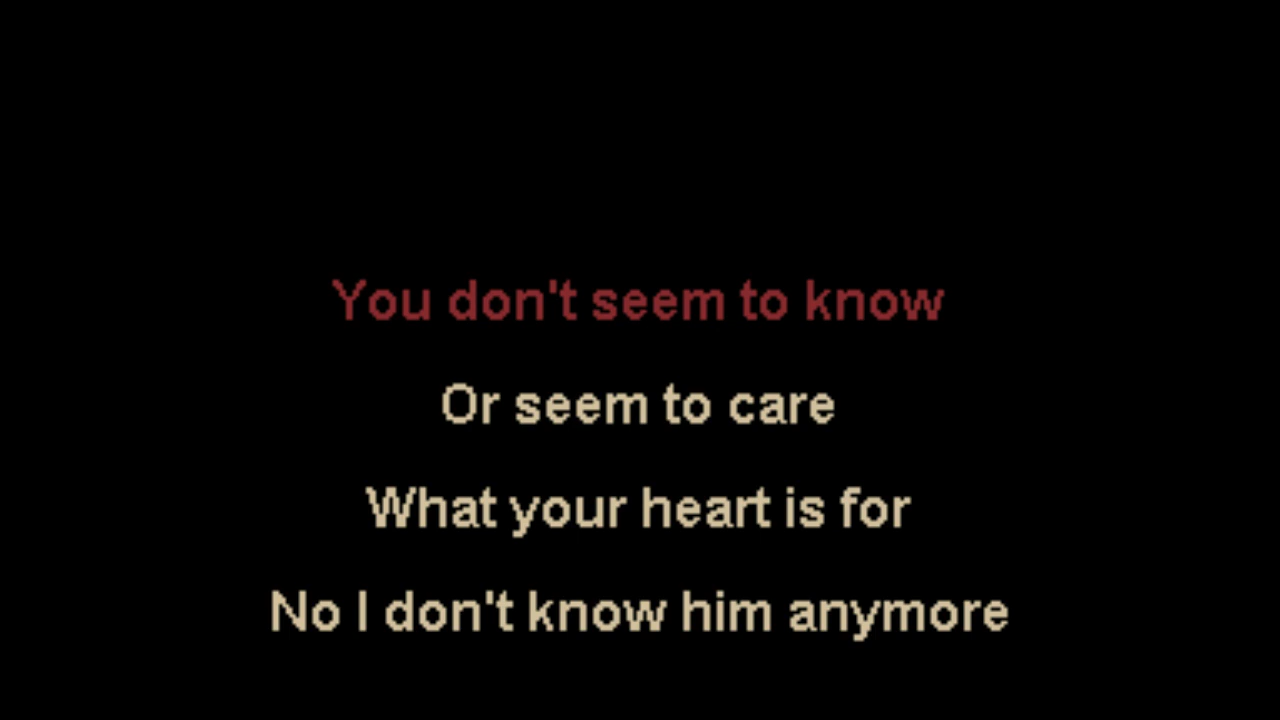 You don't seem to know
Or seem to care
What your heart is for
No I don't know him anymore